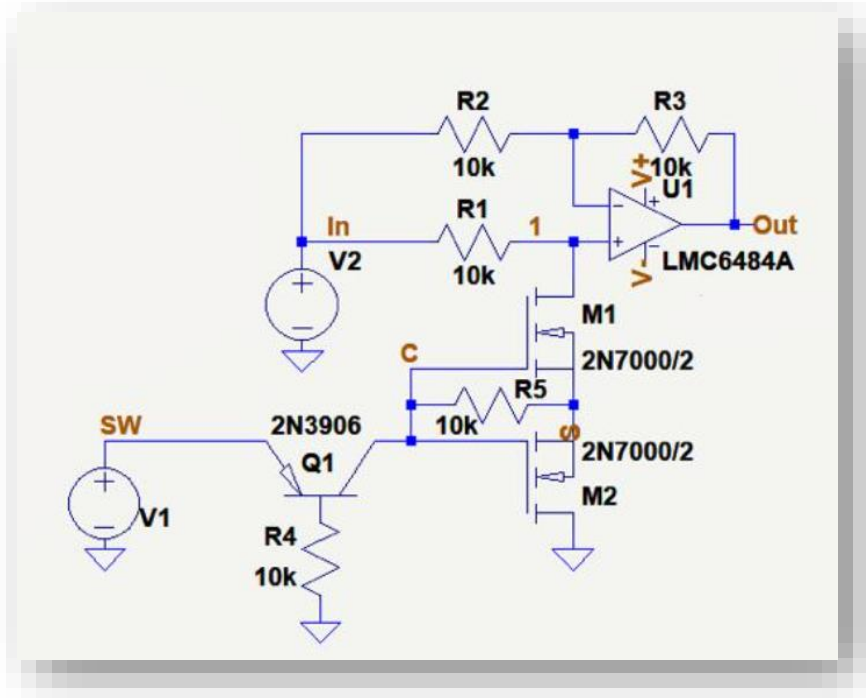 R2
R3
10k
V+
10k
U1
In
R1
1
Out
V2
10k
V-
LMC6484A
M1
C
2N7000/2
R5
SW
2N3906
10k
S
2N7000/2
Q1
M2
V1
R4
10k